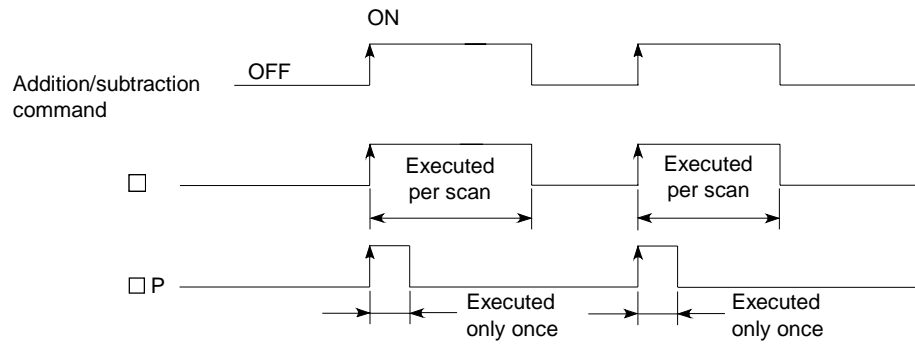 ON
OFF
Addition/subtraction
command
Executed
per scan
Executed
per scan
□
□ P
Executed
only once
Executed
only once